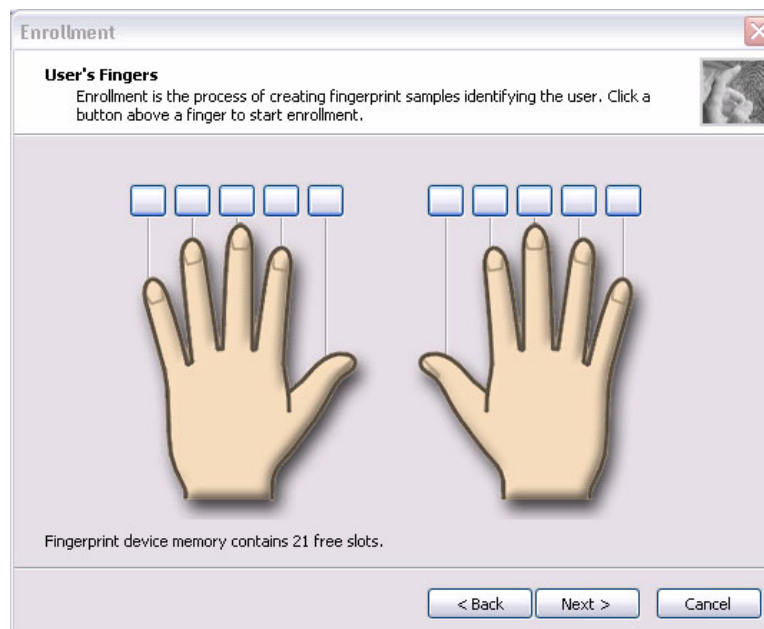 Enrollment
User's Fingers
Enrollment is the process of creating fingerprint samples identifying the user. Click a
button above a finger to start enrollment.
Fingerprint device memory contains 21 free slots.
< Back Next > Cancel